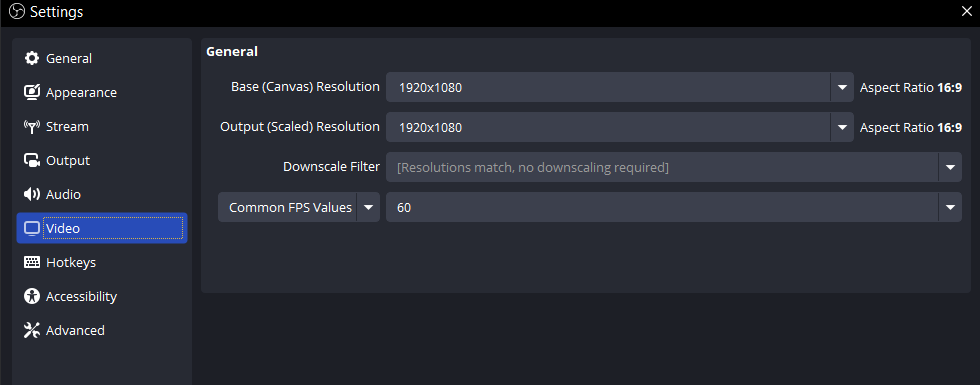 Settings
General
Appearance
Stream
Output
Audio
Video
Hotkeys
Accessibility
Advanced
General
Base (Canvas) Resolution 1920x1080 Aspect Ratio 16:9
Output (Scaled) Resolution 1920x1080 Aspect Ratio 16:9
Downscale Filter [Resolutions match, no downscaling required]
Common FPS Values 60